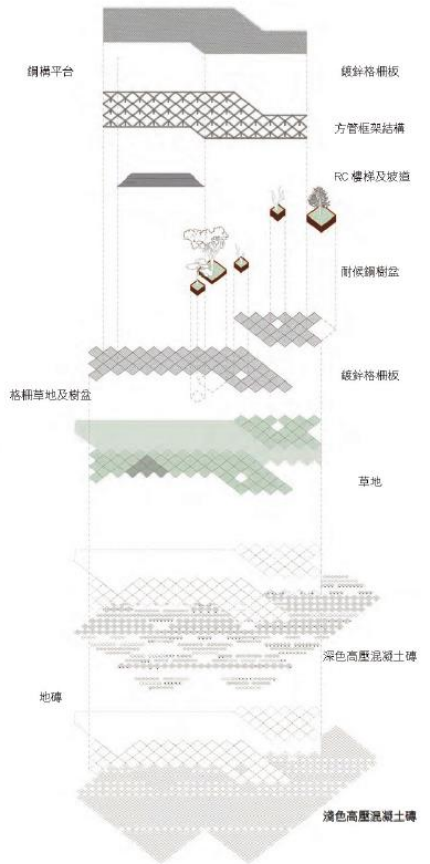 鋼構平台
鍍鋅格柵板
方管框架結構
RC樓梯及坡道
耐候鋼樹盆
鍍鋅格柵板
格柵草地及樹盆
草地
深色高壓混凝土磚
地磚
淺色高壓混凝土磚